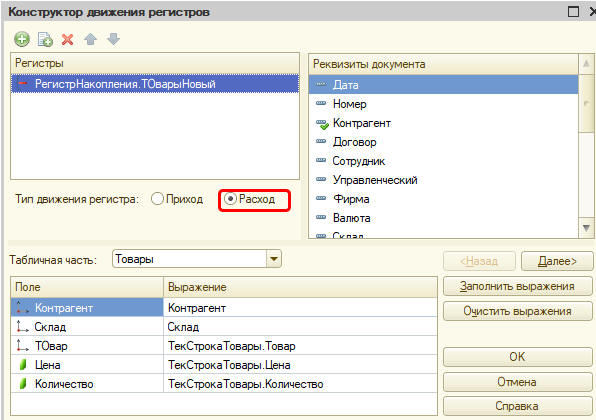 Конструктор движения регистров
Регистры
РегистрНакопления.ТОварыНовый
Реквизиты документа
Дата
Номер
Контрагент
Договор
Сотрудник
Управленческий
Фирма
Валюта
Склад
Тип движения регистра: Приход Расход
Табличная часть: Товары
<Назад Далее>
Поле Выражение
Контрагент Контрагент
Склад Склад
ТОвар ТекСтрокаТовары.Товар
Цена ТекСтрокаТовары.Цена
Количество ТекСтрокаТовары.Количество
Заполнить выражения
Очистить выражения
OK
Отмена
Справка